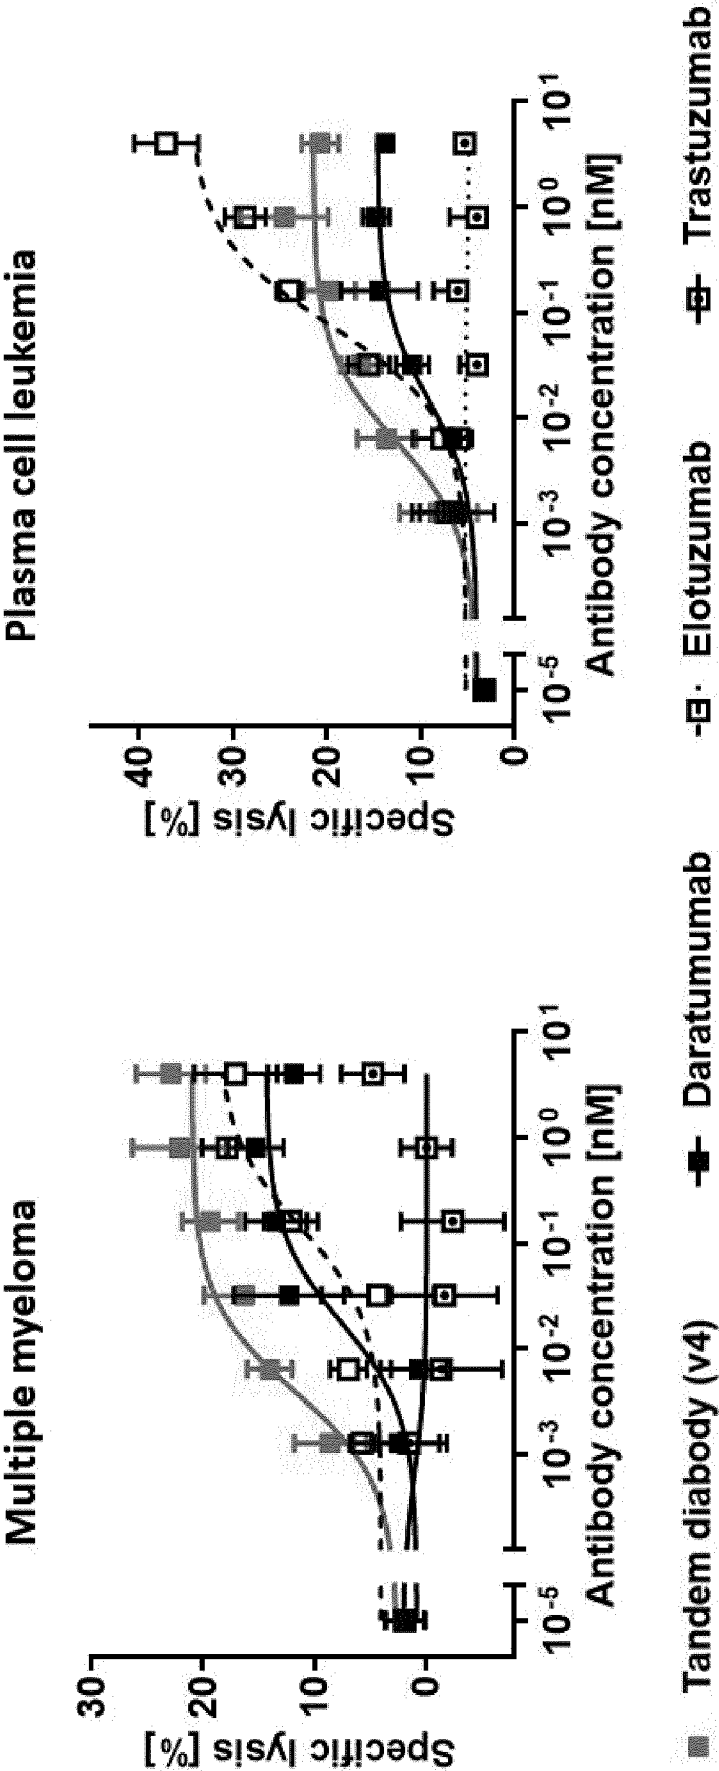 Multiple myeloma
Specific lysis [%]
30
20
10
0
10-5
10-3
10-2
10-1
100
101
Antibody concentration [nM]
Plasma cell leukemia
Specific lysis [%]
40
30
20
10
0
10-5
10-3
10-2
10-1
100
101
Antibody concentration [nM]
Tandem diabody (v4)
Daratumumab
Elotuzumab
Trastuzumab